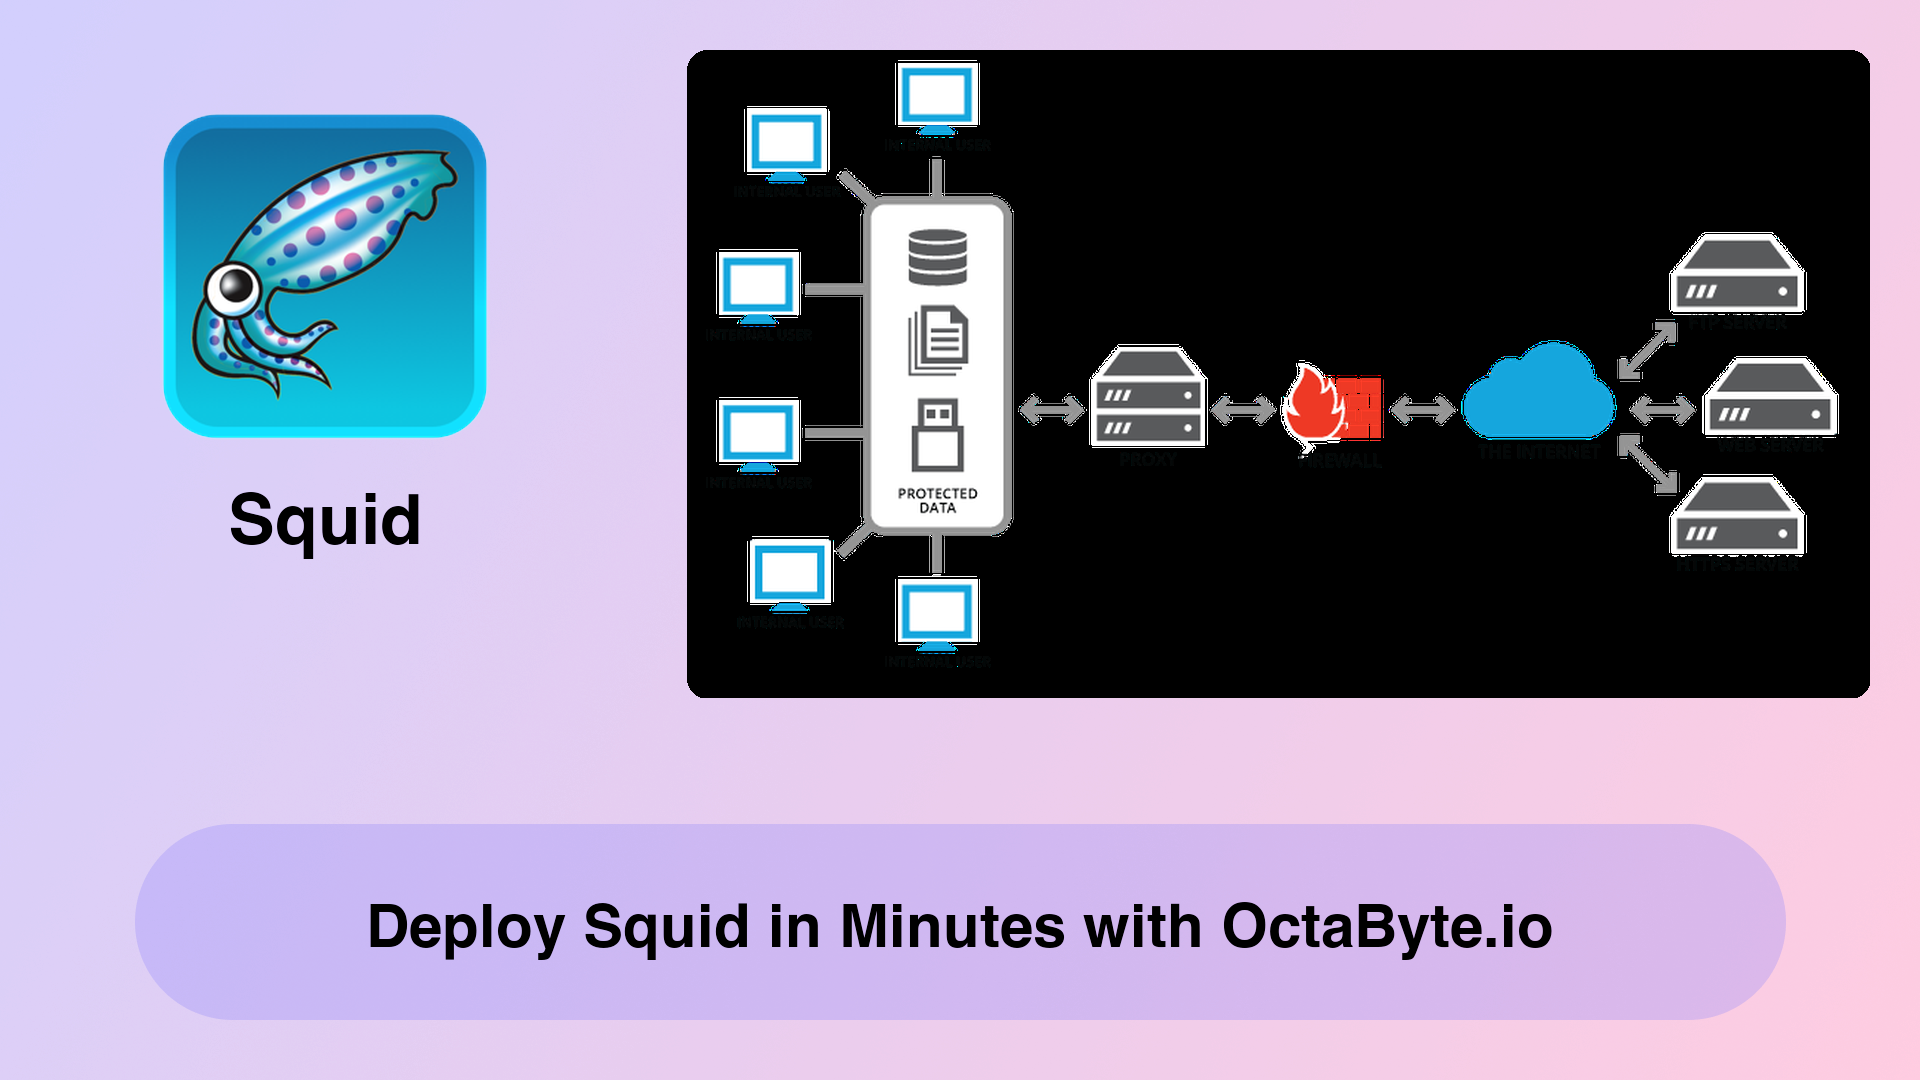 Squid
INTERNAL USER
INTERNAL USER
INTERNAL USER
INTERNAL USER
INTERNAL USER
INTERNAL USER
PROTECTED
DATA
PROXY
FIREWALL
THE INTERNET
FTP SERVER
WEB SERVER
HTTPS SERVER
Deploy Squid in Minutes with OctaByte.io